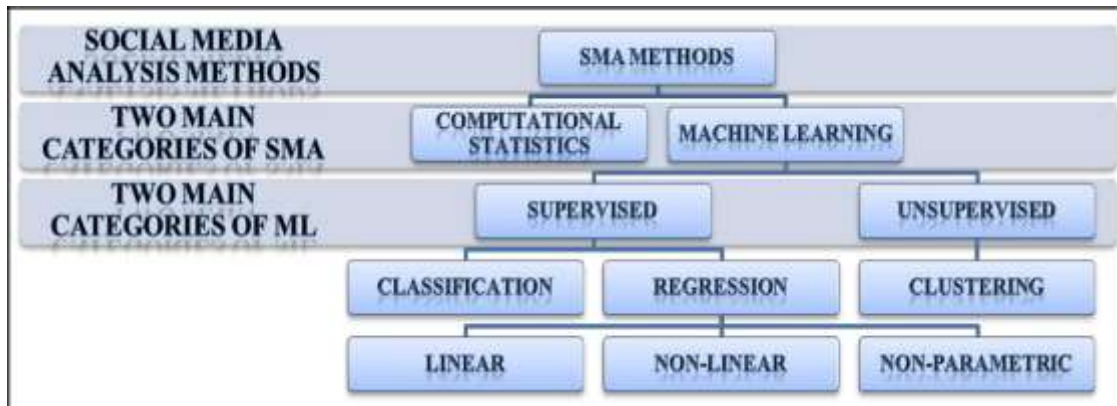 SOCIAL MEDIA
ANALYSIS METHODS
SMA METHODS
TWO MAIN
CATEGORIES OF SMA
COMPUTATIONAL
STATISTICS
MACHINE LEARNING
TWO MAIN
CATEGORIES OF ML
SUPERVISED
UNSUPERVISED
CLASSIFICATION
REGRESSION
CLUSTERING
LINEAR
NON-LINEAR
NON-PARAMETRIC